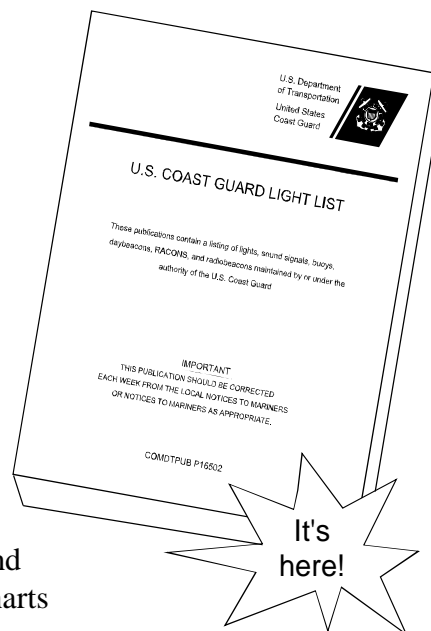 U.S. Department
of Transportation
United States
Coast Guard
U.S. COAST GUARD LIGHT LIST
These publications contain a listing of lights, sound signals, buoys,
daybeacons, RACONS, and radiobeacons maintained by or under the
authority of the U.S. Coast Guard
IMPORTANT
THIS PUBLICATION SHOULD BE CORRECTED
EACH WEEK FROM THE LOCAL NOTICES TO MARINERS
OR NOTICES TO MARINERS AS APPROPRIATE.
COMDTPUB P16502
It's
here!